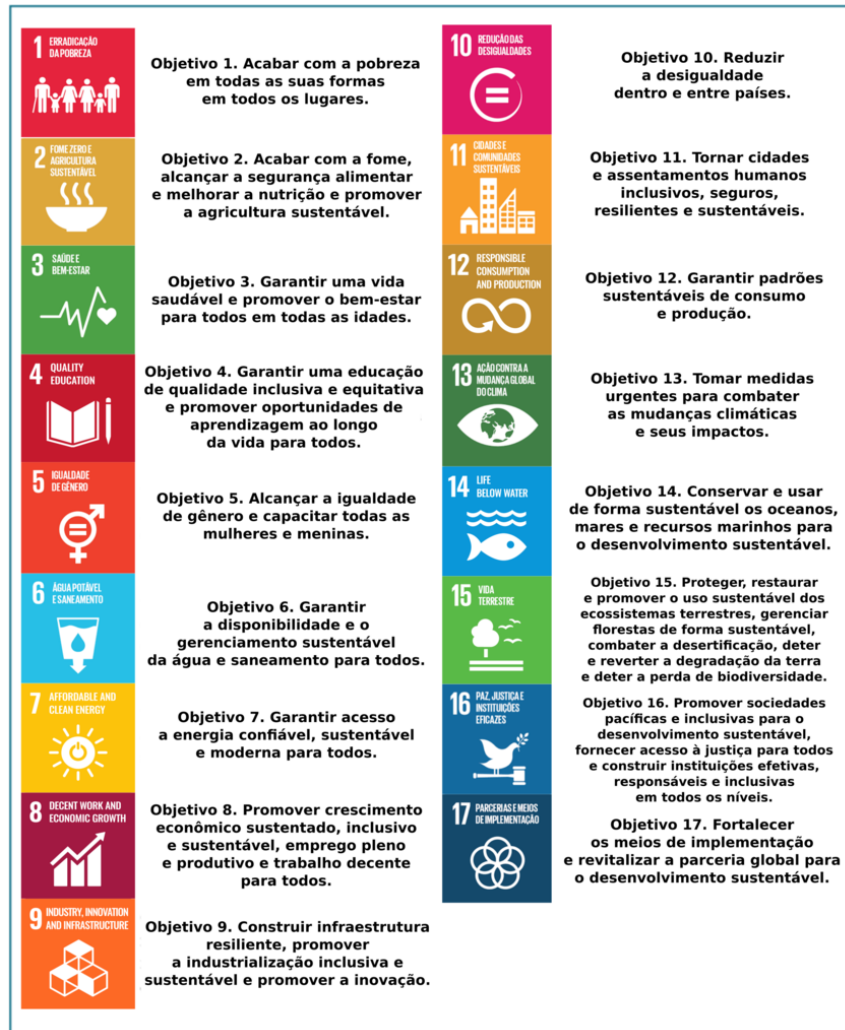 1 ERRADICAÇÃO
DA POBREZA
Objetivo 1. Acabar com a pobreza
em todas as suas formas
em todos os lugares.
2 FOME ZERO E
AGRICULTURA
SUSTENTÁVEL
Objetivo 2. Acabar com a fome,
alcançar a segurança alimentar
e melhorar a nutrição e promover
a agricultura sustentável.
3 SAÚDE E
BEM-ESTAR
Objetivo 3. Garantir uma vida
saudável e promover o bem-estar
para todos em todas as idades.
4 QUALITY
EDUCATION
Objetivo 4. Garantir uma educação
de qualidade inclusiva e equitativa
e promover oportunidades de
aprendizagem ao longo
da vida para todos.
5 IGUALDADE
DE GÊNERO
Objetivo 5. Alcançar a igualdade
de gênero e capacitar todas as
mulheres e meninas.
6 ÁGUA POTÁVEL
E SANEAMENTO
Objetivo 6. Garantir
a disponibilidade e o
gerenciamento sustentável
da água e saneamento para todos.
7 AFFORDABLE AND
CLEAN ENERGY
Objetivo 7. Garantir acesso
a energia confiável, sustentável
e moderna para todos.
8 DECENT WORK AND
ECONOMIC GROWTH
Objetivo 8. Promover crescimento
econômico sustentado, inclusivo
e sustentável, emprego pleno
e produtivo e trabalho decente
para todos.
9 INDUSTRY, INNOVATION
AND INFRASTRUCTURE
Objetivo 9. Construir infraestrutura
resiliente, promover
a industrialização inclusiva e
sustentável e promover a inovação.
10 REDUÇÃO DAS
DESIGUALDADES
Objetivo 10. Reduzir
a desigualdade
dentro e entre países.
11 CIDADES E
COMUNIDADES
SUSTENTÁVEIS
Objetivo 11. Tornar cidades
e assentamentos humanos
inclusivos, seguros,
resilientes e sustentáveis.
12 RESPONSIBLE
CONSUMPTION
AND PRODUCTION
Objetivo 12. Garantir padrões
sustentáveis de consumo
e produção.
13 AÇÃO CONTRA A
MUDANÇA GLOBAL
DO CLIMA
Objetivo 13. Tomar medidas
urgentes para combater
as mudanças climáticas
e seus impactos.
14 LIFE
BELOW WATER
Objetivo 14. Conservar e usar
de forma sustentável os oceanos,
mares e recursos marinhos para
o desenvolvimento sustentável.
15 VIDA
TERRESTRE
Objetivo 15. Proteger, restaurar
e promover o uso sustentável dos
ecossistemas terrestres, gerenciar
florestas de forma sustentável,
combater a desertificação, deter
e reverter a degradação da terra
e deter a perda de biodiversidade.
16 PAZ, JUSTIÇA E
INSTITUIÇÕES
EFICAZES
Objetivo 16. Promover sociedades
pacíficas e inclusivas para o
desenvolvimento sustentável,
fornecer acesso à justiça para todos
e construir instituições efetivas,
responsáveis e inclusivas
em todos os níveis.
17 PARCERIAS E MEIOS
DE IMPLEMENTAÇÃO
Objetivo 17. Fortalecer
os meios de implementação
e revitalizar a parceria global para
o desenvolvimento sustentável.